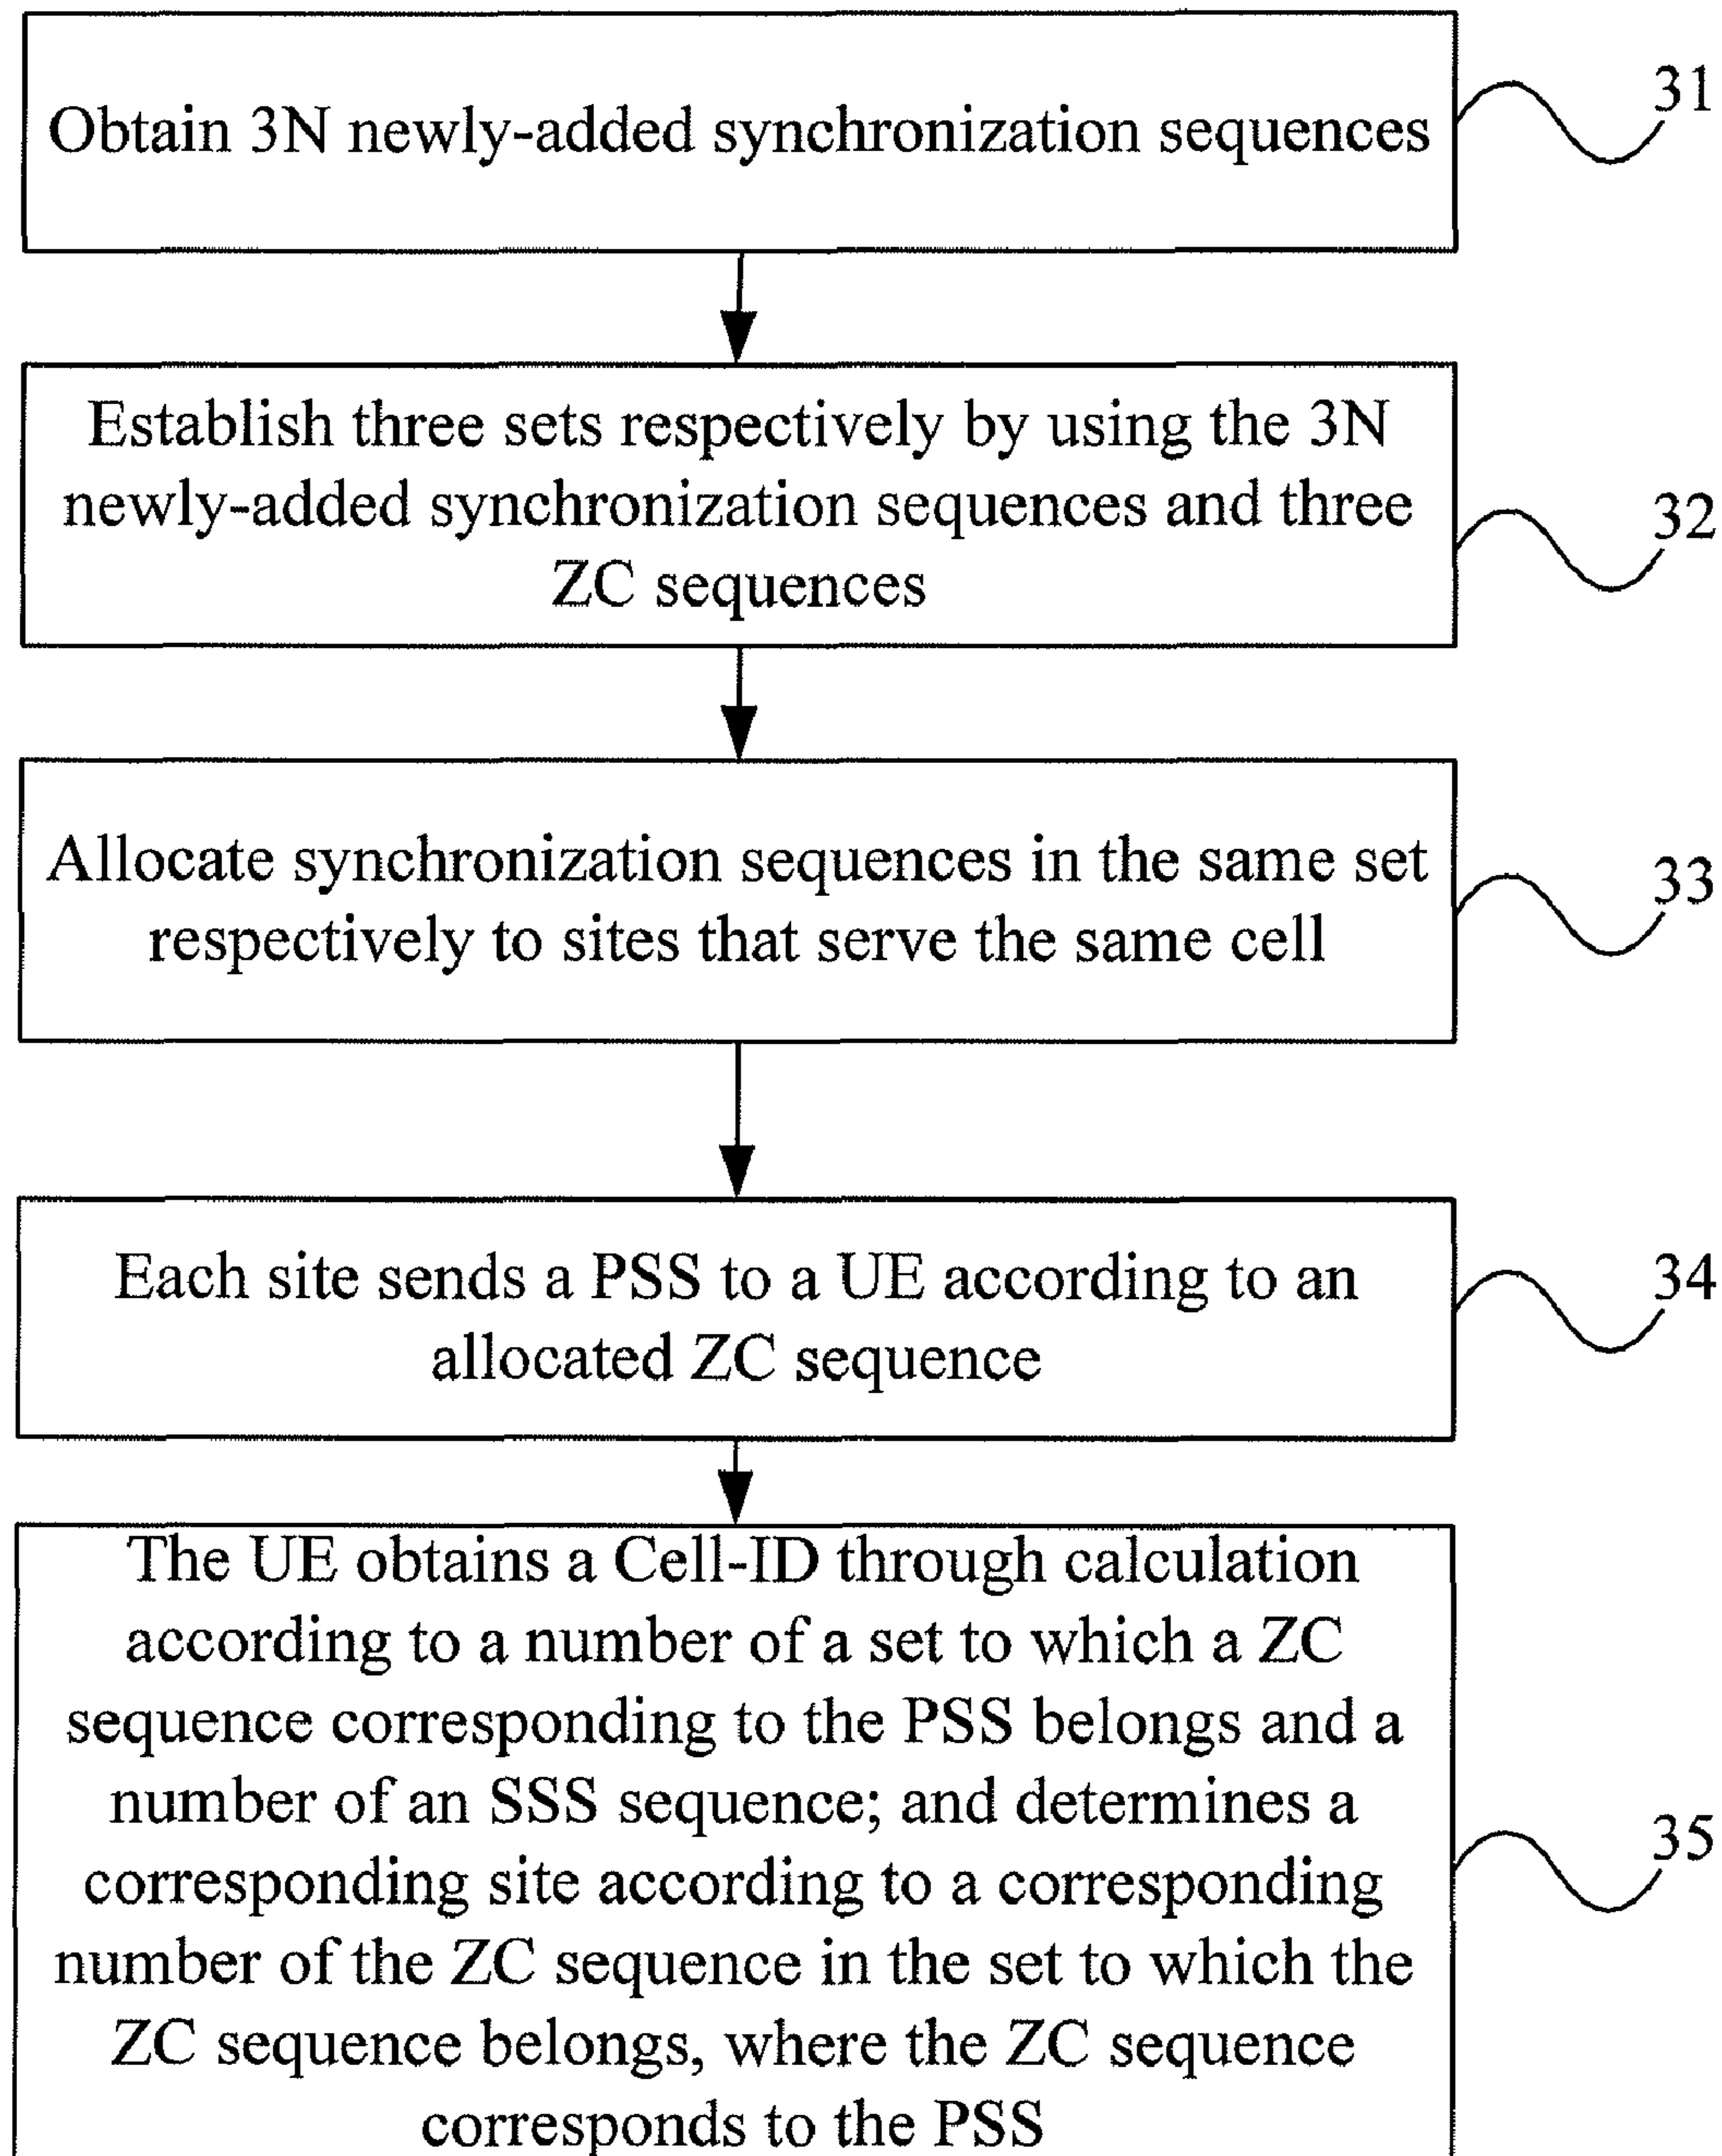 Obtain 3N newly-added synchronization sequences
31
Establish three sets respectively by using the 3N
newly-added synchronization sequences and three
ZC sequences
32
Allocate synchronization sequences in the same set
respectively to sites that serve the same cell
33
Each site sends a PSS to a UE according to an
allocated ZC sequence
34
The UE obtains a Cell-ID through calculation
according to a number of a set to which a ZC
sequence corresponding to the PSS belongs and a
number of an SSS sequence; and determines a
corresponding site according to a corresponding
number of the ZC sequence in the set to which the
ZC sequence belongs, where the ZC sequence
corresponds to the PSS
35